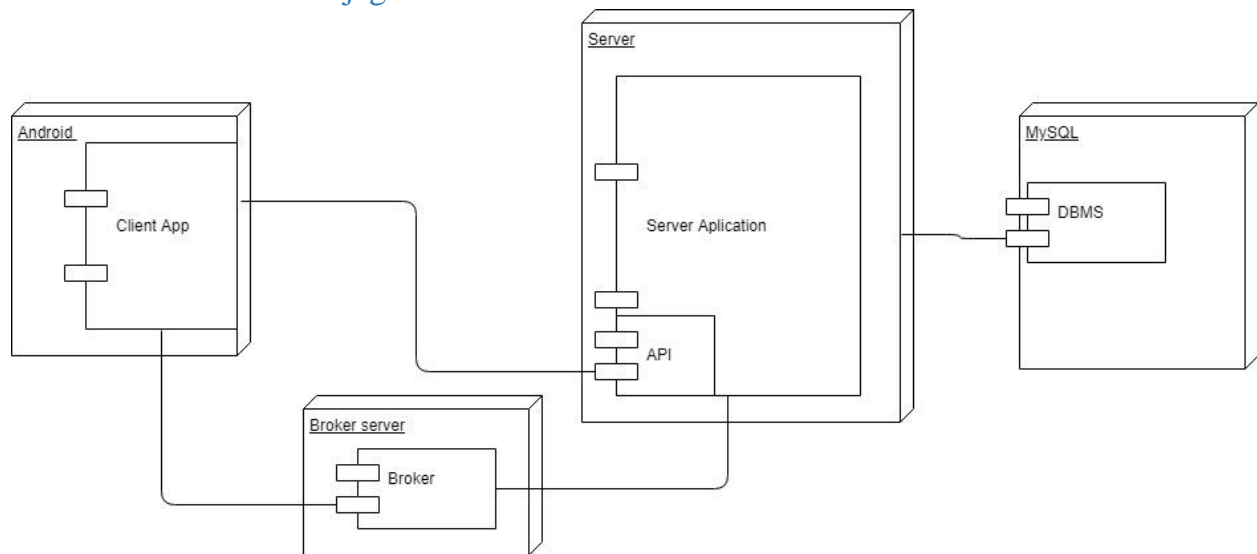 Server
Android
MySQL
Client App
Server Aplication
DBMS
API
Broker server
Broker